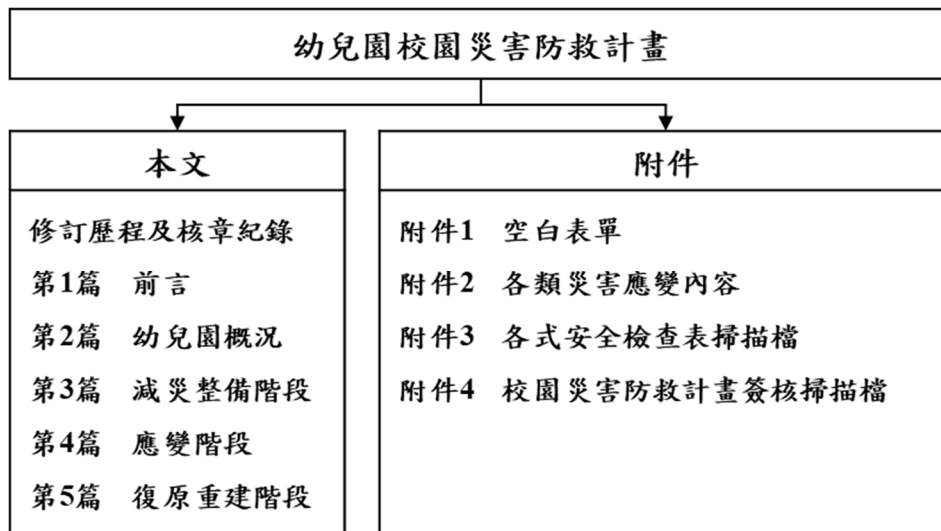 幼兒園校園災害防救計畫
本文
修訂歷程及核章紀錄
第1篇 前言
第2篇 幼兒園概況
第3篇 減災整備階段
第4篇 應變階段
第5篇 復原重建階段
附件
附件1 空白表單
附件2 各類災害應變內容
附件3 各式安全檢查表掃描檔
附件4 校園災害防救計畫簽核掃描檔